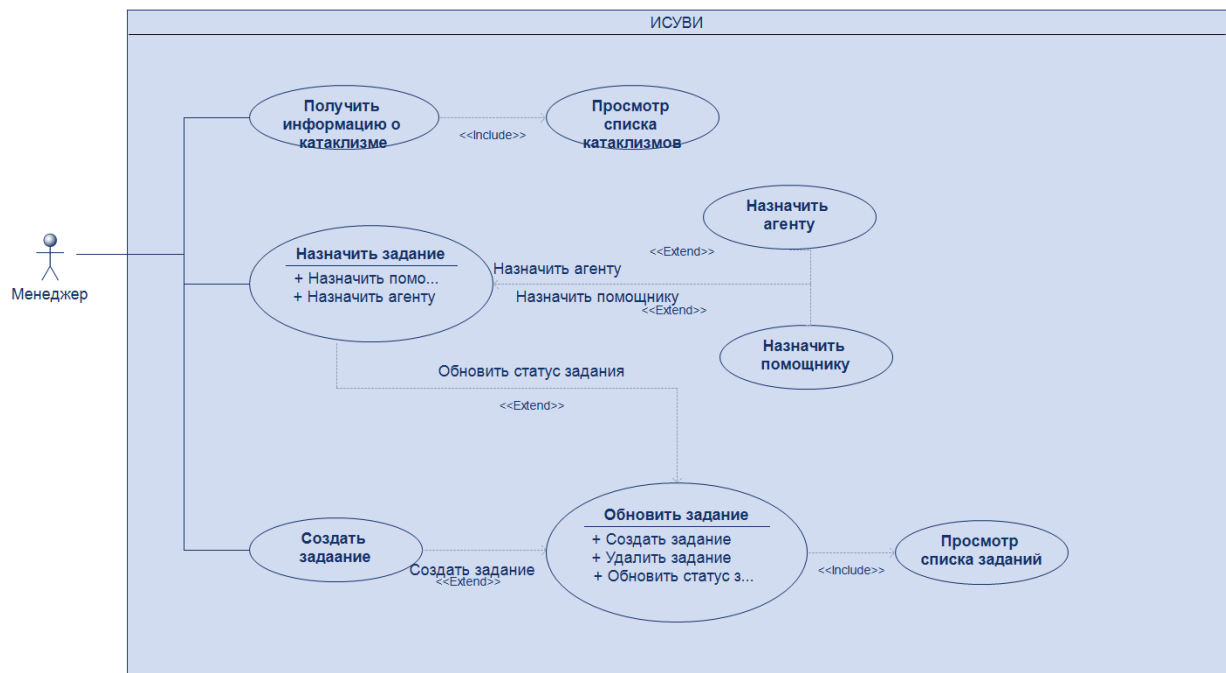 ИСУВИ
Получить
информацию о
катаклизме
<<Include>>
Просмотр
списка
катаклизмов
Назначить
агенту
<<Extend>>
Менеджер
Назначить задание
+ Назначить помо...
+ Назначить агенту
Назначить агенту
Назначить помощнику
<<Extend>>
Назначить
помощнику
Обновить статус задания
<<Extend>>
Создать
задаание
Создать задание
<<Extend>>
Обновить задание
+ Создать задание
+ Удалить задание
+ Обновить статус з...
<<Include>>
Просмотр
списка заданий